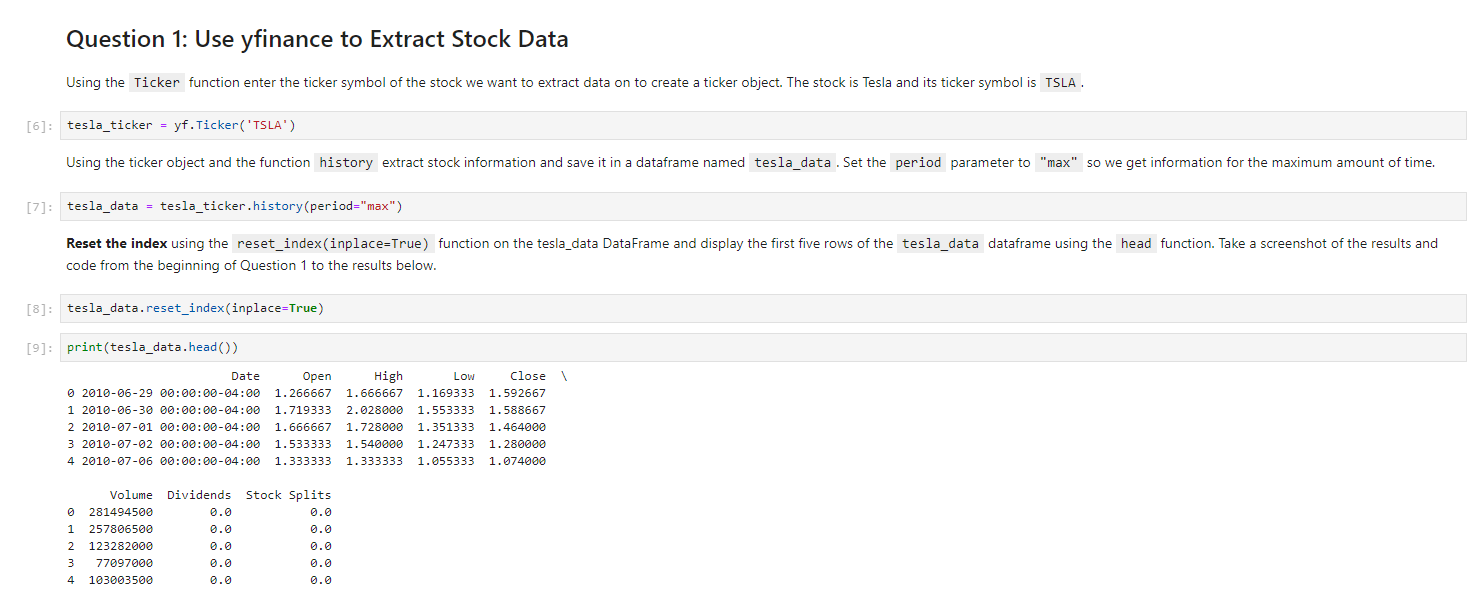 Question 1: Use yfinance to Extract Stock Data
Using the Ticker function enter the ticker symbol of the stock we want to extract data on to create a ticker object. The stock is Tesla and its ticker symbol is TSLA.
[6]: tesla_ticker = yf.Ticker('TSLA')
Using the ticker object and the function history extract stock information and save it in a dataframe named tesla_data. Set the period parameter to "max" so we get information for the maximum amount of time.
[7]: tesla_data = tesla_ticker.history(period="max")
Reset the index using the reset_index(inplace=True) function on the tesla_data DataFrame and display the first five rows of the tesla_data dataframe using the head function. Take a screenshot of the results and
code from the beginning of Question 1 to the results below.
[8]: tesla_data.reset_index(inplace=True)
[9]: print(tesla_data.head())
Date Open High Low Close \
0 2010-06-29 00:00:00-04:00 1.266667 1.666667 1.169333 1.592667
1 2010-06-30 00:00:00-04:00 1.719333 2.028000 1.553333 1.588667
2 2010-07-01 00:00:00-04:00 1.666667 1.728000 1.351333 1.464000
3 2010-07-02 00:00:00-04:00 1.533333 1.540000 1.247333 1.280000
4 2010-07-06 00:00:00-04:00 1.333333 1.333333 1.055333 1.074000
Volume Dividends Stock Splits
0 281494500 0.0 0.0
1 257806500 0.0 0.0
2 123282000 0.0 0.0
3 77097000 0.0 0.0
4 103003500 0.0 0.0